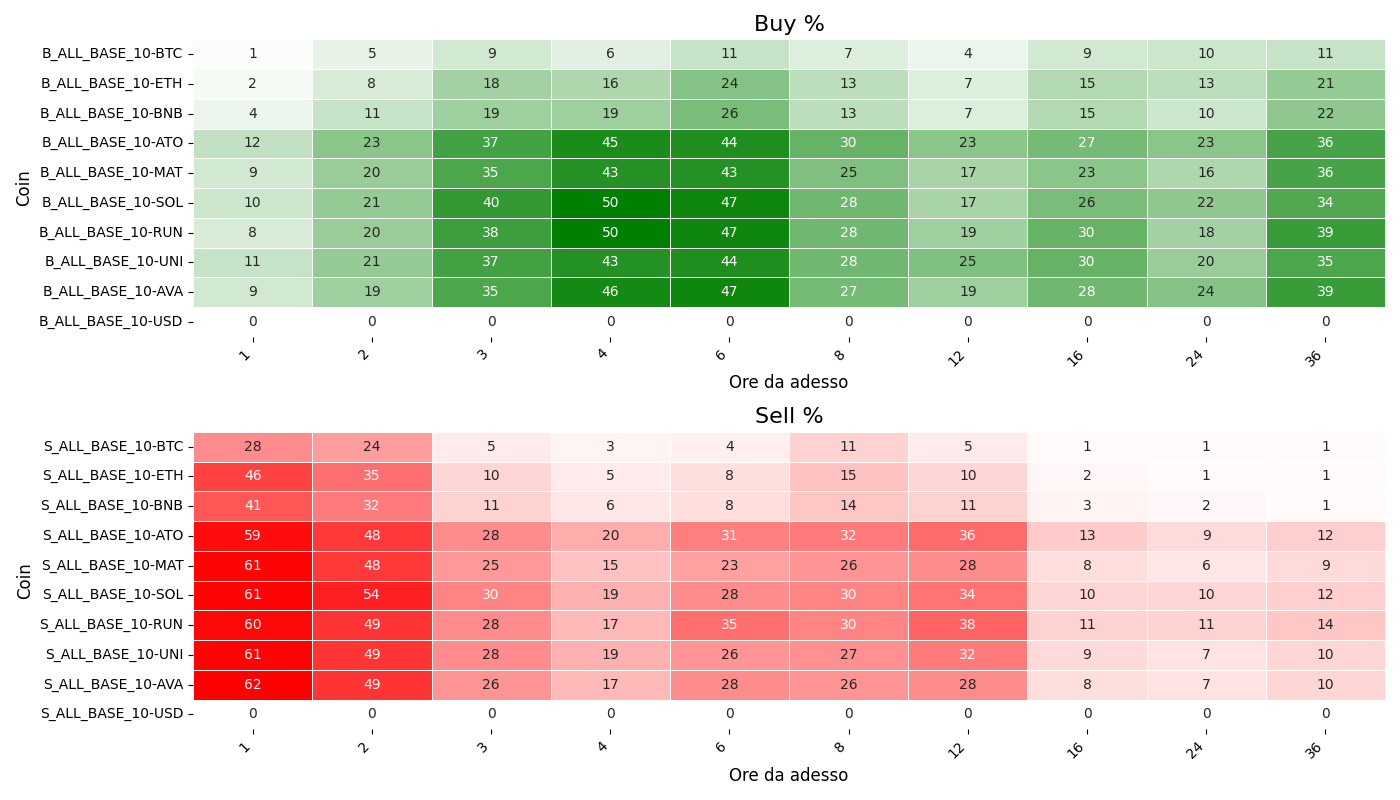 Buy %
Coin
B_ALL_BASE_10-BTC 1 5 9 6 11 7 4 9 10 11
B_ALL_BASE_10-ETH 2 8 18 16 24 13 7 15 13 21
B_ALL_BASE_10-BNB 4 11 19 19 26 13 7 15 10 22
B_ALL_BASE_10-ATO 12 23 37 45 44 30 23 27 23 36
B_ALL_BASE_10-MAT 9 20 35 43 43 25 17 23 16 36
B_ALL_BASE_10-SOL 10 21 40 50 47 28 17 26 22 34
B_ALL_BASE_10-RUN 8 20 38 50 47 28 19 30 18 39
B_ALL_BASE_10-UNI 11 21 37 43 44 28 25 30 20 35
B_ALL_BASE_10-AVA 9 19 35 46 47 27 19 28 24 39
B_ALL_BASE_10-USD 0 0 0 0 0 0 0 0 0 0
1 2 3 4 6 8 12 16 24 36
Ore da adesso
Sell %
Coin
S_ALL_BASE_10-BTC 28 24 5 3 4 11 5 1 1 1
S_ALL_BASE_10-ETH 46 35 10 5 8 15 10 2 1 1
S_ALL_BASE_10-BNB 41 32 11 6 8 14 11 3 2 1
S_ALL_BASE_10-ATO 59 48 28 20 31 32 36 13 9 12
S_ALL_BASE_10-MAT 61 48 25 15 23 26 28 8 6 9
S_ALL_BASE_10-SOL 61 54 30 19 28 30 34 10 10 12
S_ALL_BASE_10-RUN 60 49 28 17 35 30 38 11 11 14
S_ALL_BASE_10-UNI 61 49 28 19 26 27 32 9 7 10
S_ALL_BASE_10-AVA 62 49 26 17 28 26 28 8 7 10
S_ALL_BASE_10-USD 0 0 0 0 0 0 0 0 0 0
1 2 3 4 6 8 12 16 24 36
Ore da adesso